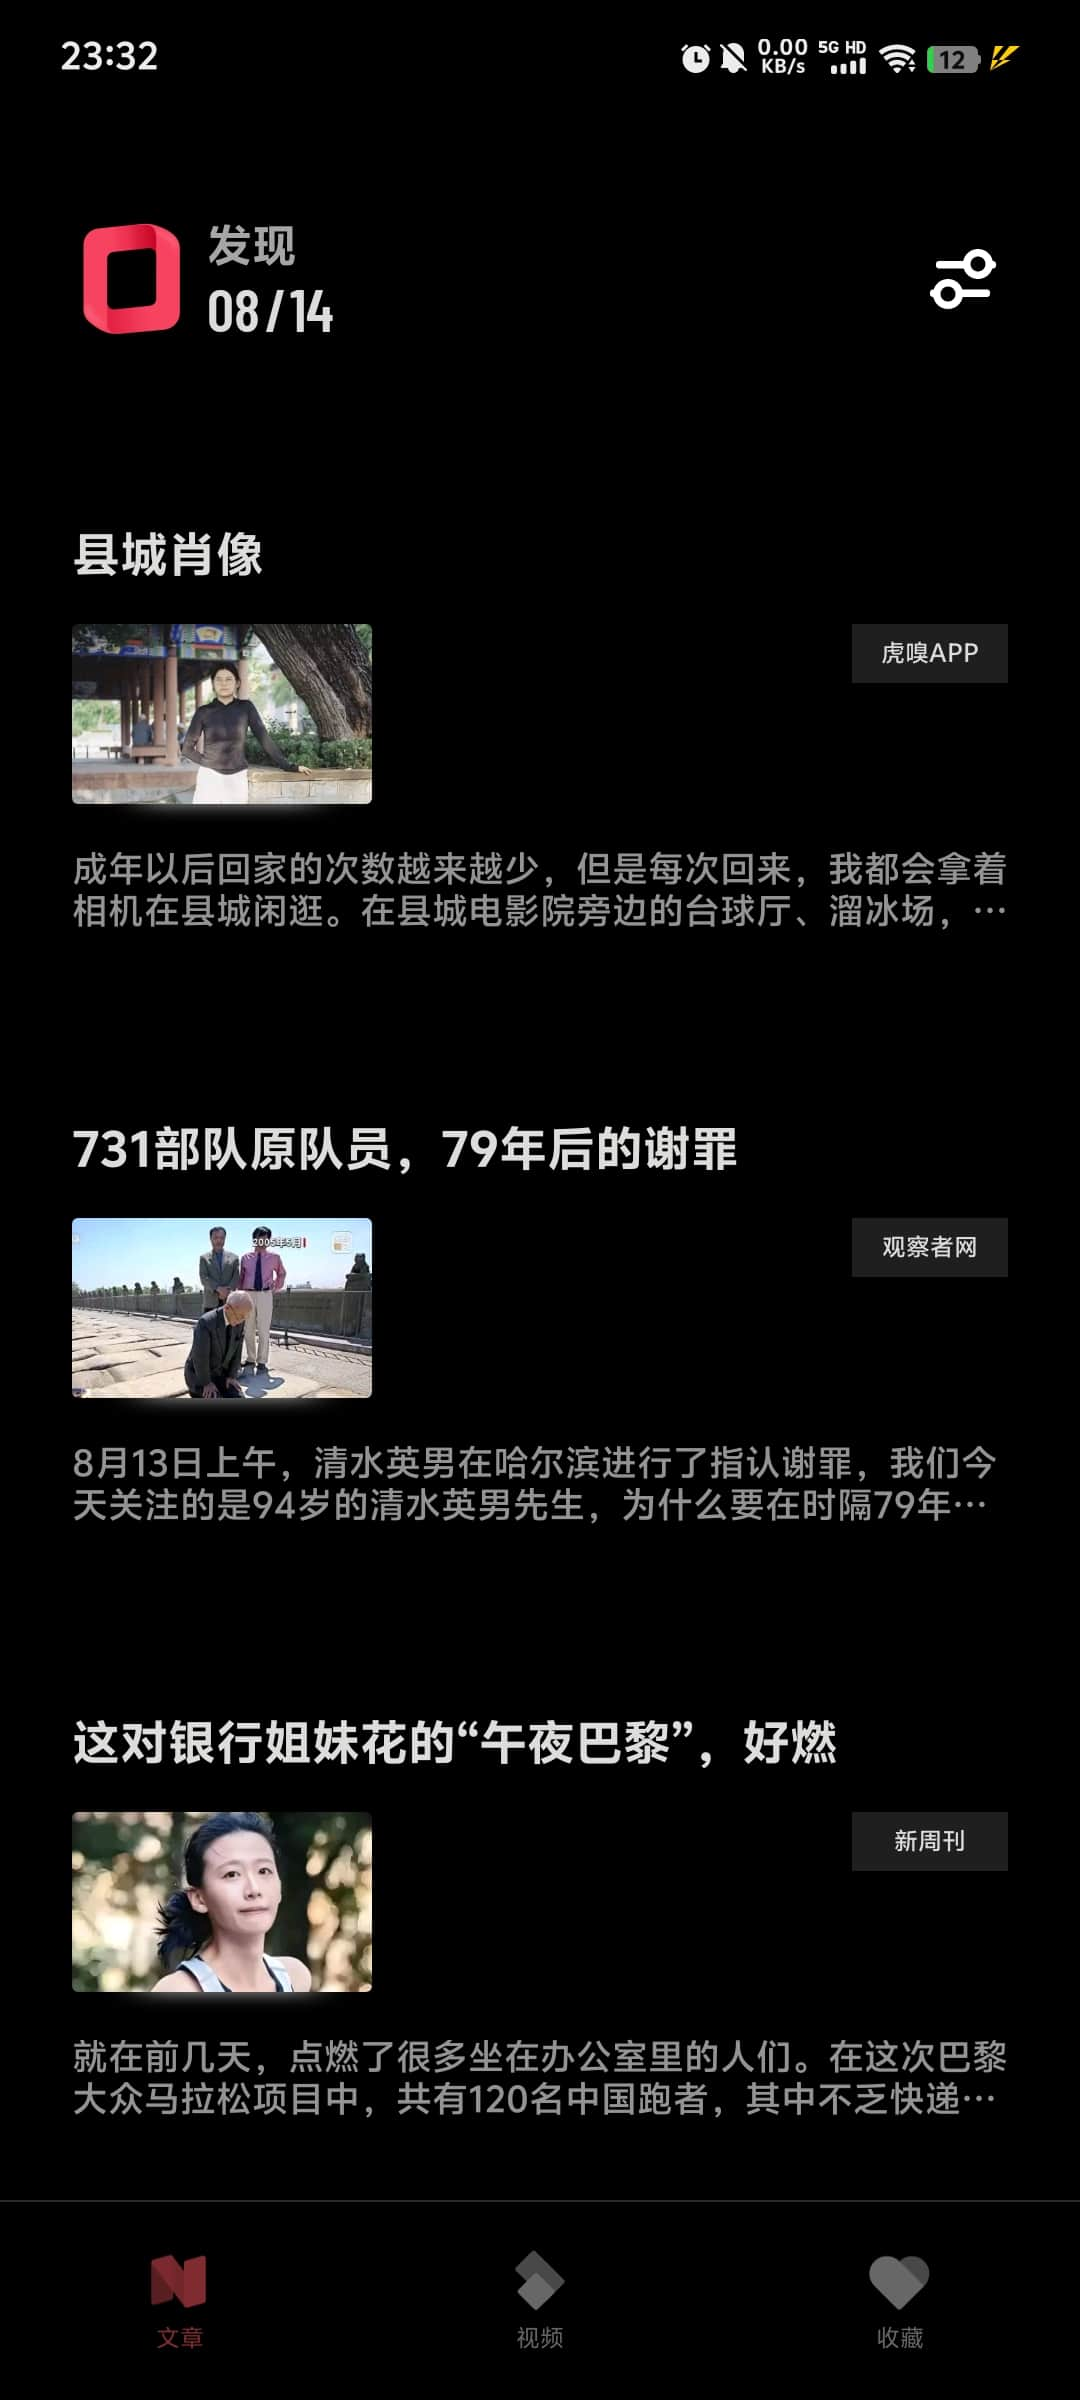 23:32
0.00
KB/s
5G HD
12
发现
08/14
县城肖像
虎嗅APP
成年以后回家的次数越来越少，但是每次回来，我都会拿着
相机在县城闲逛。在县城电影院旁边的台球厅、溜冰场，…
731部队原队员，79年后的谢罪
2005年5月
观察者网
8月13日上午，清水英男在哈尔滨进行了指认谢罪，我们今
天关注的是94岁的清水英男先生，为什么要在时隔79年…
这对银行姐妹花的“午夜巴黎”，好燃
新周刊
就在前几天，点燃了很多坐在办公室里的人们。在这次巴黎
大众马拉松项目中，共有120名中国跑者，其中不乏快递…
文章
视频
收藏